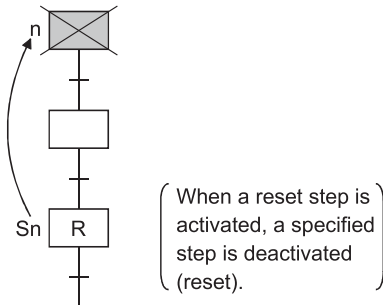 n
Sn
R
When a reset step is
activated, a specified
step is deactivated
(reset).